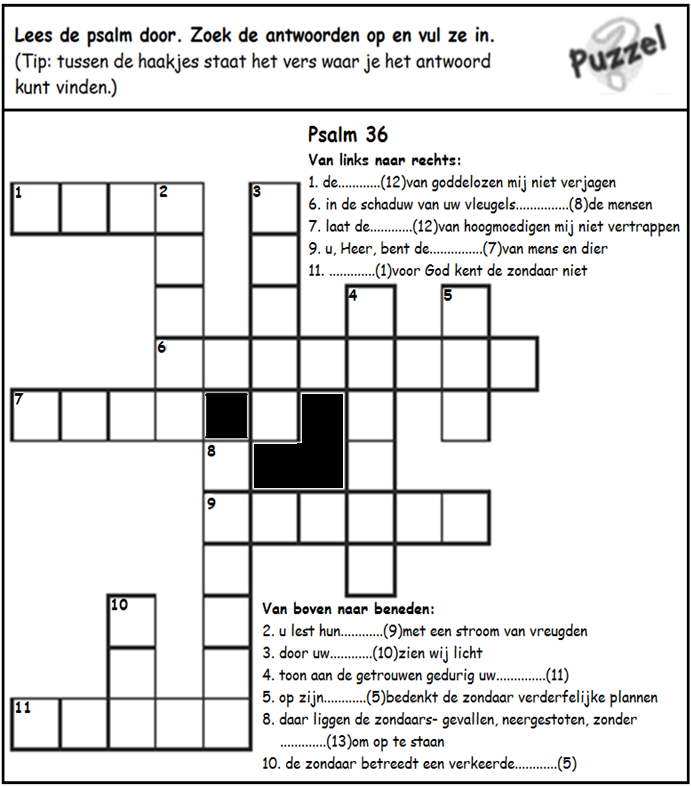 Lees de psalm door. Zoek de antwoorden op en vul ze in.
(Tip: tussen de haakjes staat het vers waar je het antwoord
kunt vinden.)
?
Puzzel
Psalm 36
Van links naar rechts:
1. de............(12)van goddelozen mij niet verjagen
6. in de schaduw van uw vleugels...............(8)de mensen
7. laat de............(12)van hoogmoedigen mij niet vertrappen
9. u, Heer, bent de...............(7)van mens en dier
11. .............(1)voor God kent de zondaar niet
1
2
3
4
5
6
7
8
9
10
11
Van boven naar beneden:
2. u lest hun............(9)met een stroom van vreugden
3. door uw............(10)zien wij licht
4. toon aan de getrouwen gedurig uw..............(11)
5. op zijn............(5)bedenkt de zondaar verderfelijke plannen
8. daar liggen de zondaars- gevallen, neergestoten, zonder
.............(13)om op te staan
10. de zondaar betreedt een verkeerde............(5)